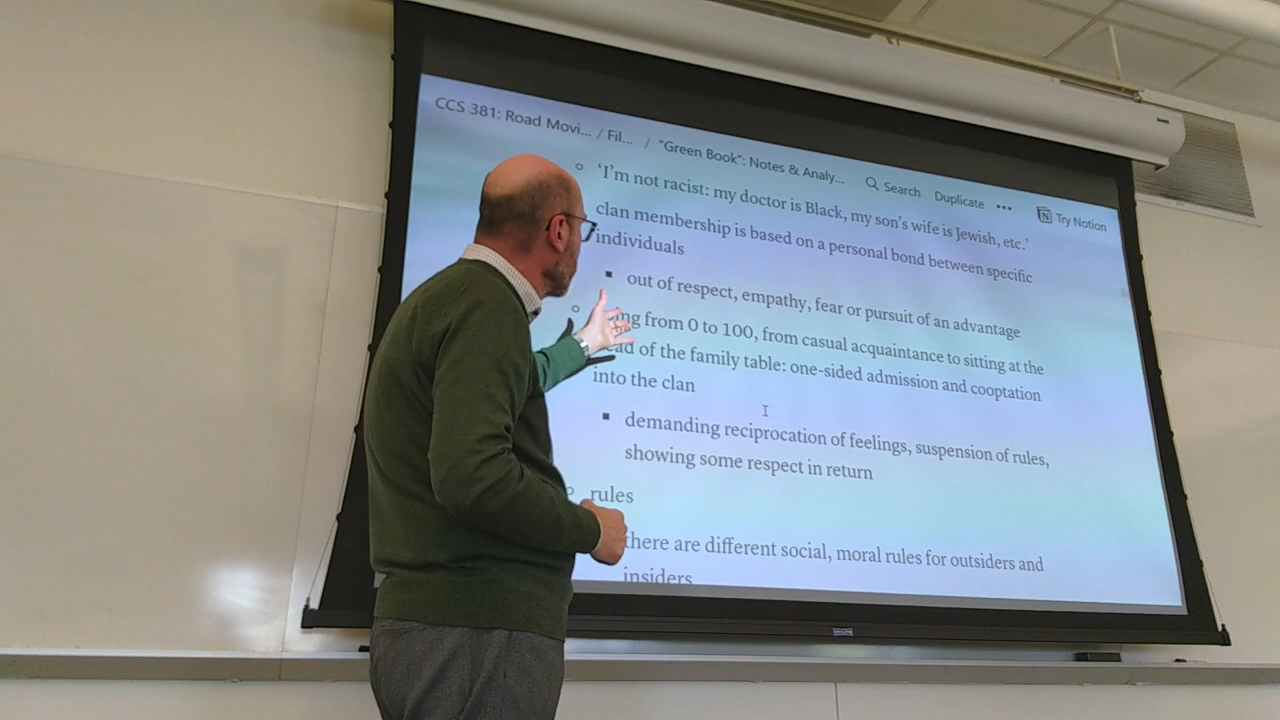 CCS 381: Road Movi... / Fil... / "Green Book": Notes & Analy... Search Duplicate ••• Try Notion
'I'm not racist: my doctor is Black, my son's wife is Jewish, etc.'
clan membership is based on a personal bond between specific
individuals
out of respect, empathy, fear or pursuit of an advantage
from 0 to 100, from casual acquaintance to sitting at the
of the family table: one-sided admission and cooptation
into the clan
demanding reciprocation of feelings, suspension of rules,
showing some respect in return
rules
there are different social, moral rules for outsiders and
insiders